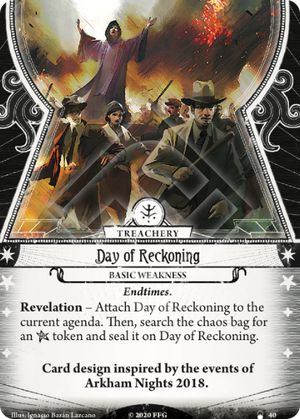 TREACHERY
Day of Reckoning
BASIC WEAKNESS
Endtimes.
Revelation – Attach Day of Reckoning to the
current agenda. Then, search the chaos bag for
an token and seal it on Day of Reckoning.
Card design inspired by the events of
Arkham Nights 2018.
Illus. Ignacio Bazán Lazcano
© 2020 FFG
40